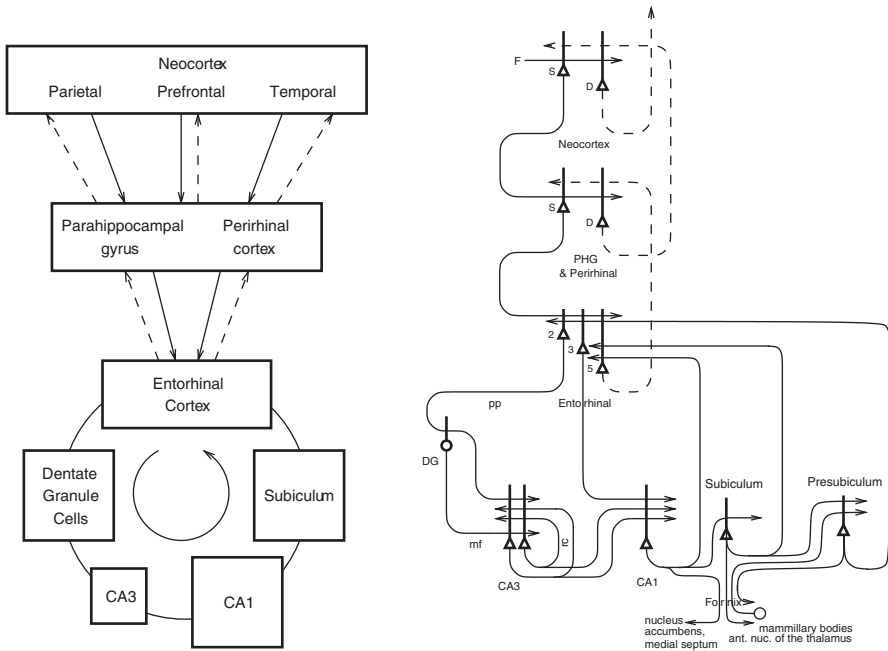 Neocortex
Parietal Prefrontal Temporal
Parahippocampal
gyrus
Perirhinal
cortex
Entorhinal
Cortex
Dentate
Granule
Cells
Subiculum
CA3
CA1
F
S
D
Neocortex
S
D
PHG
& Perirhinal
2
3
5
Entorhinal
pp
DG
mf
rc
CA3
CA1
Subiculum
Presubiculum
Fornix
nucleus
accumbens,
medial septum
mammillary bodies
ant. nuc. of the thalamus